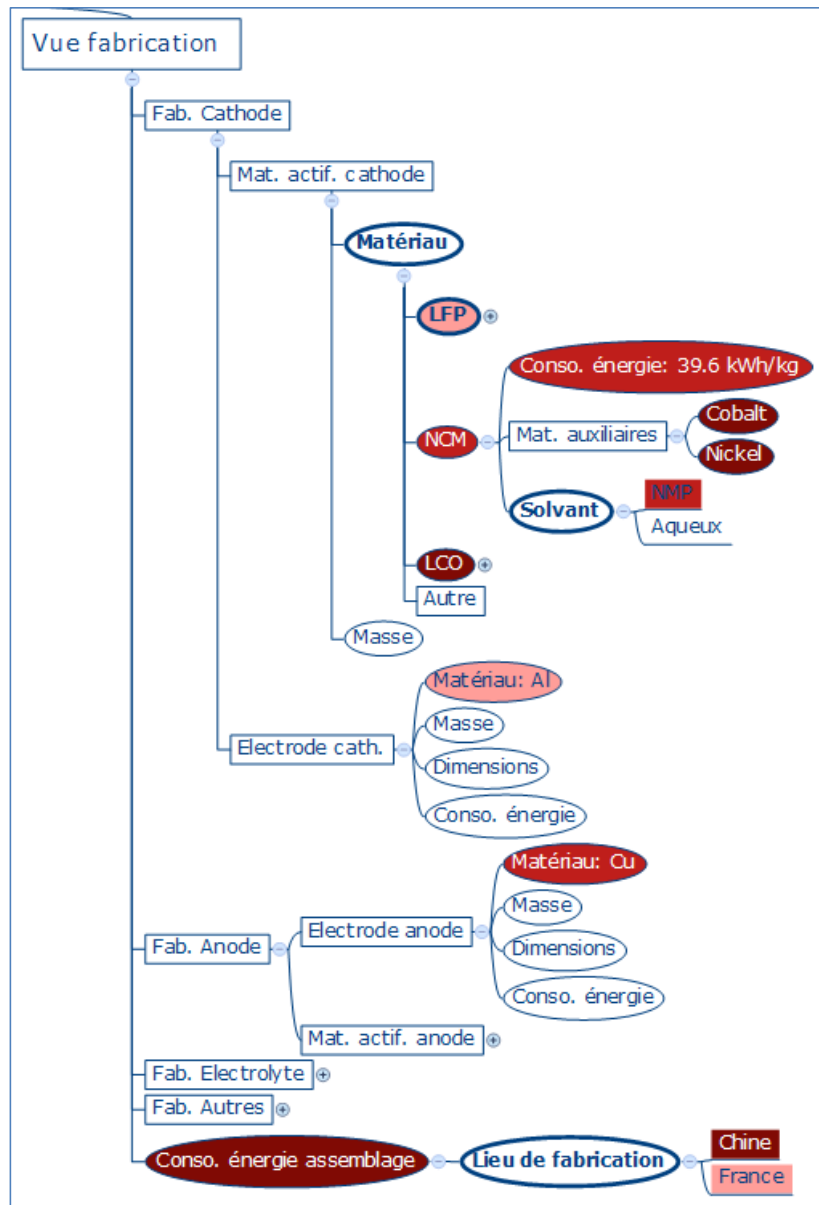 Vue fabrication
Fab. Cathode
Mat. actif. cathode
Matériau
LFP
Conso. énergie: 39.6 kWh/kg
NCM
Mat. auxiliaires
Cobalt
Nickel
Solvant
NMP
Aqueux
LCO
Autre
Masse
Matériau: Al
Masse
Electrode cath.
Dimensions
Conso. énergie
Matériau: Cu
Masse
Electrode anode
Fab. Anode
Dimensions
Conso. énergie
Mat. actif. anode
Fab. Electrolyte
Fab. Autres
Conso. énergie assemblage
Lieu de fabrication
Chine
France